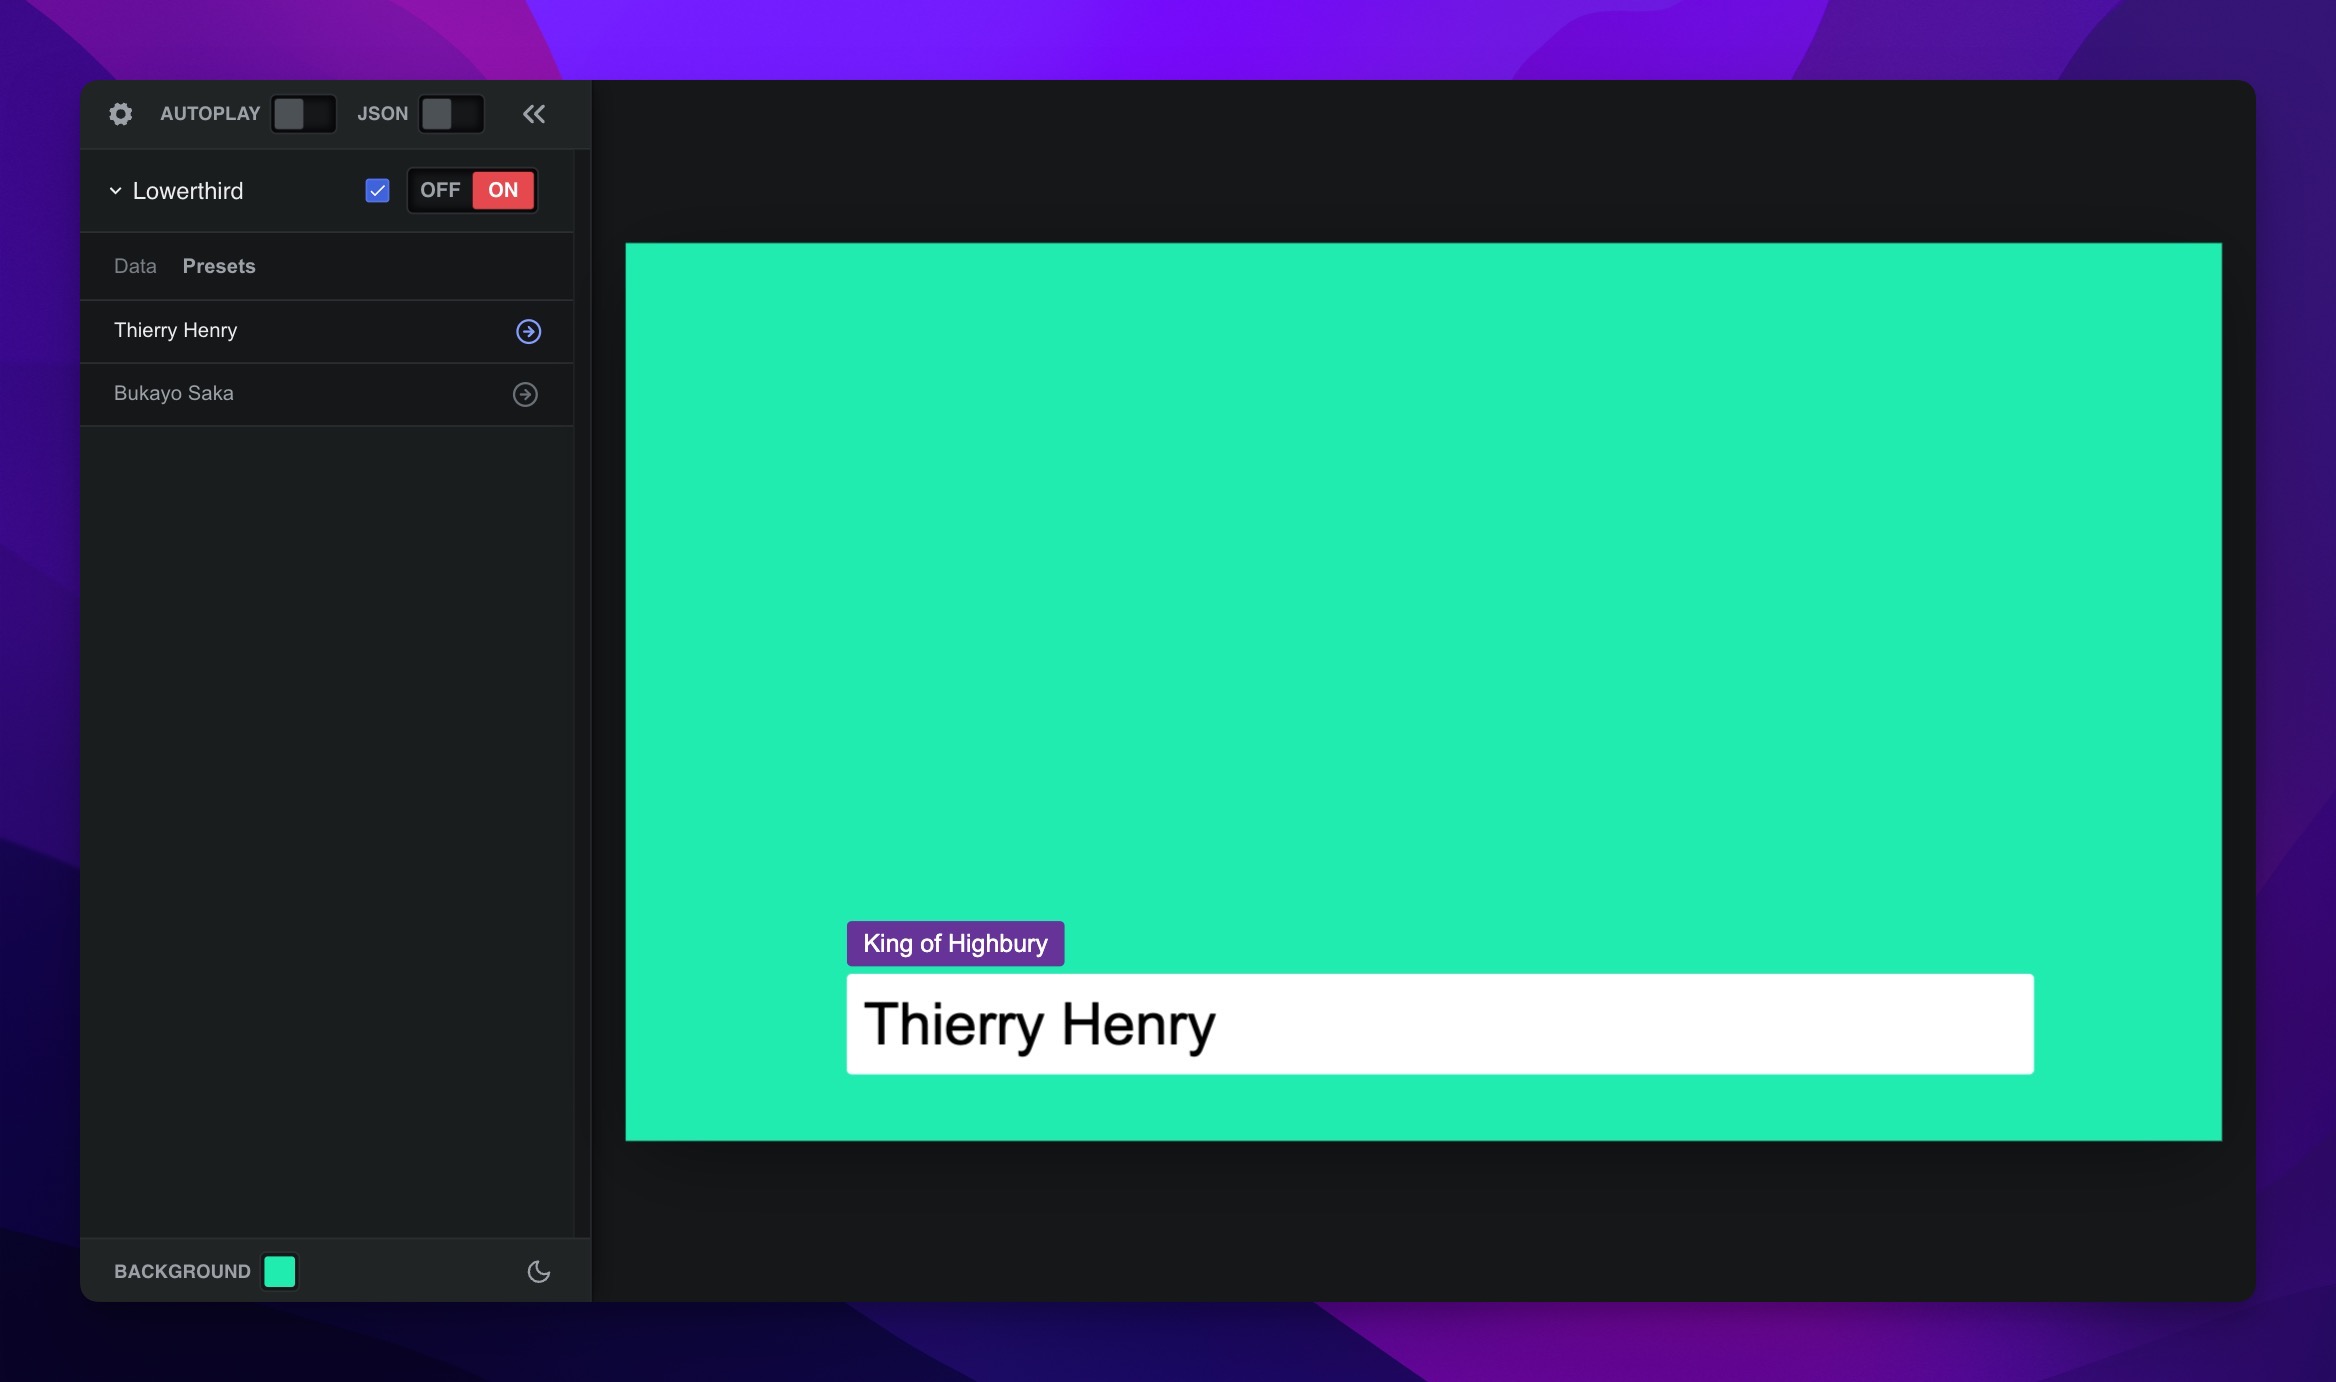 AUTOPLAY JSON
Lowerthird OFF ON
Data Presets
Thierry Henry
Bukayo Saka
BACKGROUND
King of Highbury
Thierry Henry